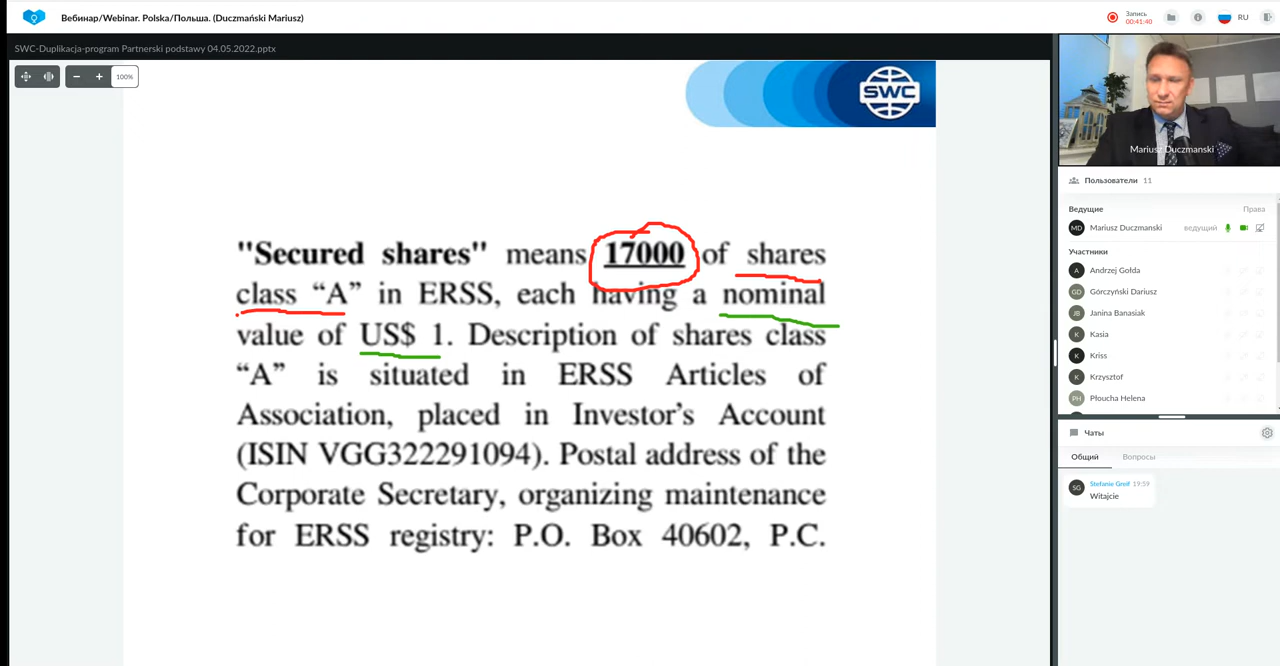 Вебинар/Webinar. Polska/Польша. (Duczmański Mariusz)
Запись
00:41:40
RU
SWC-Duplikacja-program Partnerski podstawy 04.05.2022.pptx
100%
SWC
"Secured shares" means 17000 of shares
class “A” in ERSS, each having a nominal
value of US$ 1. Description of shares class
“A” is situated in ERSS Articles of
Association, placed in Investor’s Account
(ISIN VGG322291094). Postal address of the
Corporate Secretary, organizing maintenance
for ERSS registry: P.O. Box 40602, P.C.
Mariusz Duczmanski
Пользователи 11
Ведущие Права
MD Mariusz Duczmanski ведущий
Участники
A Andrzej Gołda
GD Górczyński Dariusz
JB Janina Banasiak
K Kasia
K Kriss
K Krzysztof
PH Płoucha Helena
Чаты
Общий Вопросы
SG Stefanie Greif 19:59
Witajcie